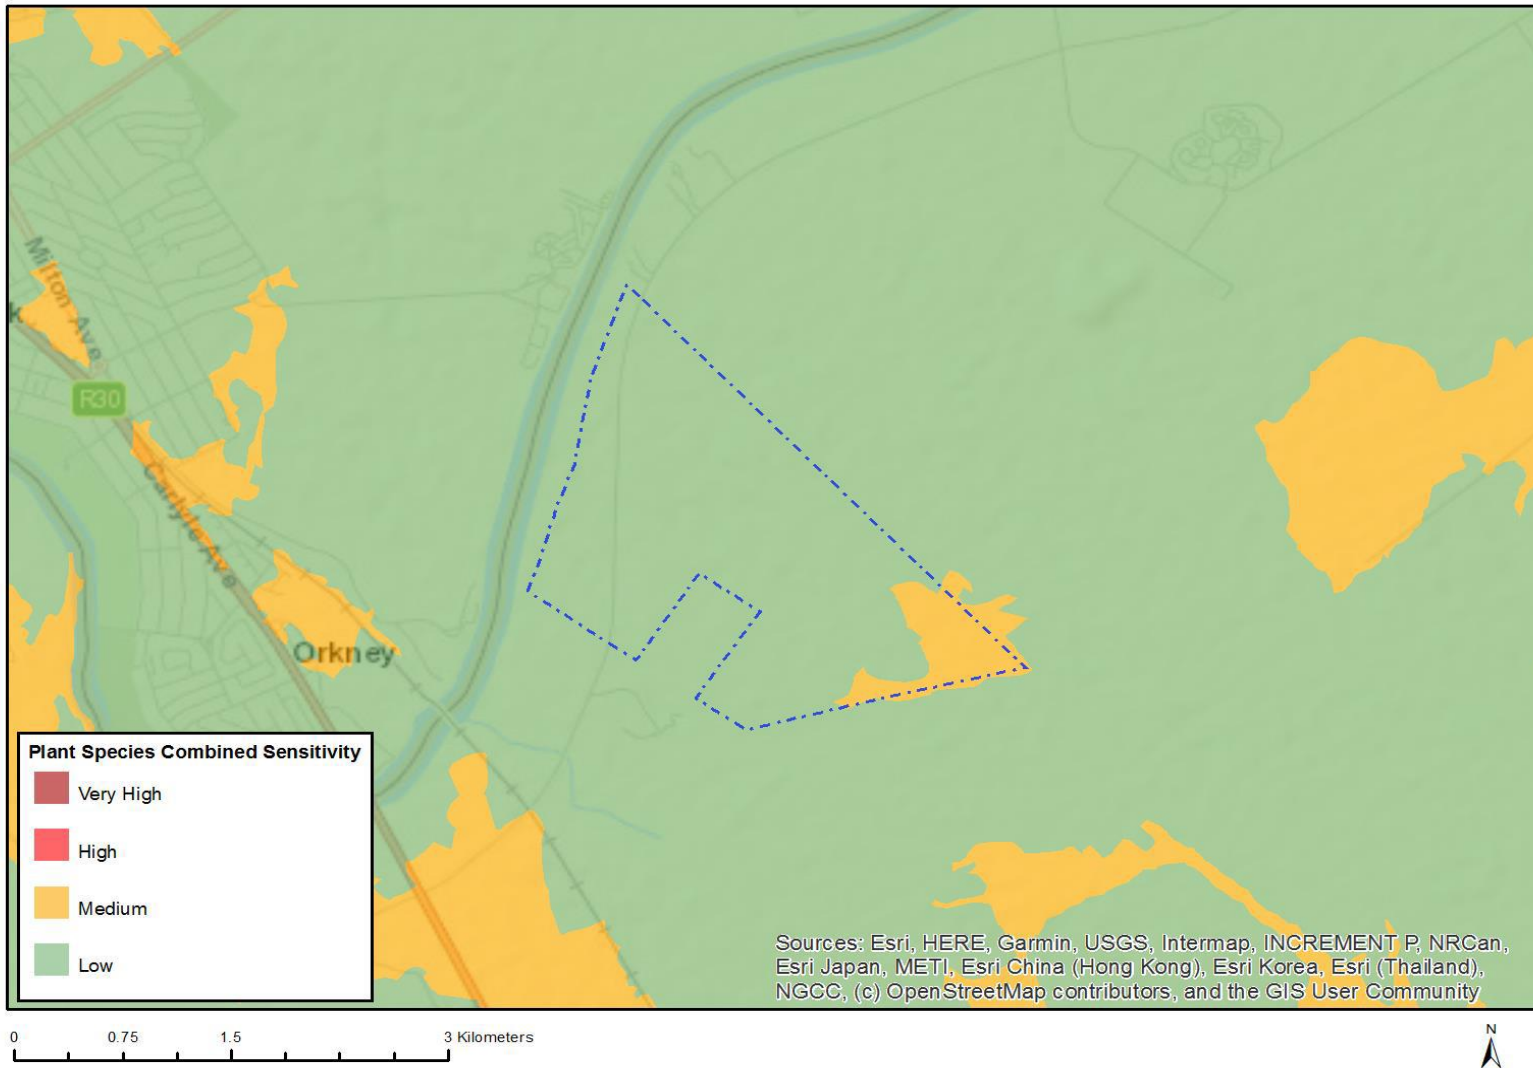 Milton Ave
k
R30
Carlyle Ave
Orkney
Plant Species Combined Sensitivity
Very High
High
Medium
Low
Sources: Esri, HERE, Garmin, USGS, Intermap, INCREMENT P, NRCan,
Esri Japan, METI, Esri China (Hong Kong), Esri Korea, Esri (Thailand),
NGCC, (c) OpenStreetMap contributors, and the GIS User Community
0 0.75 1.5 3 Kilometers
N